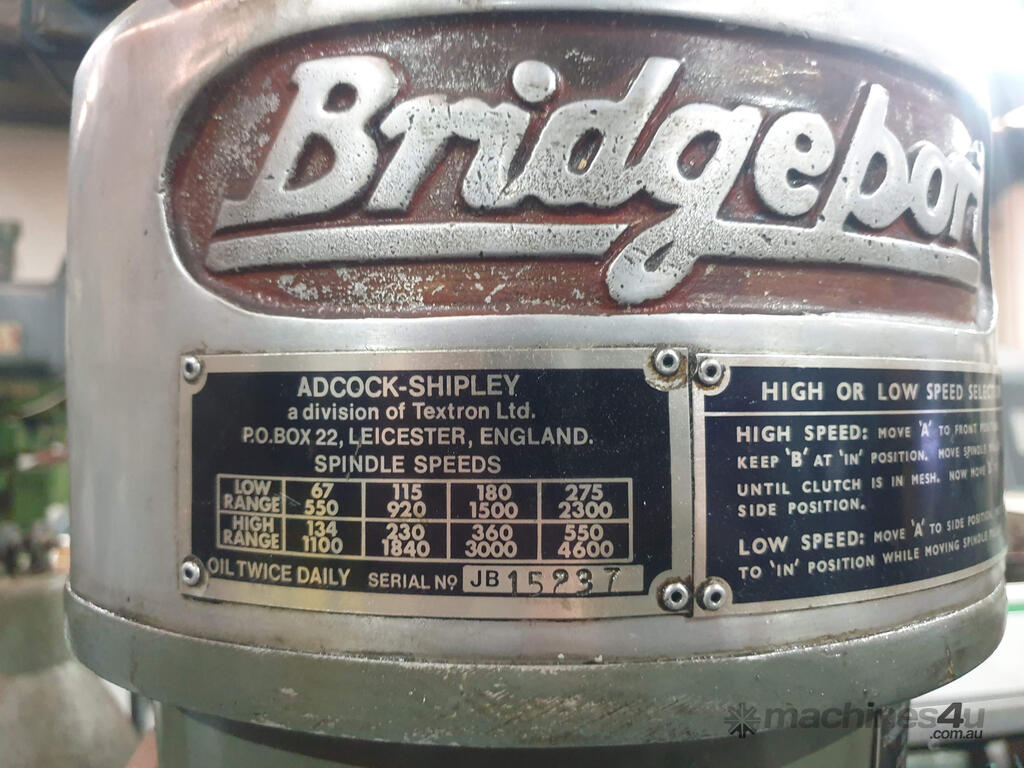 Bridgeport
ADCOCK-SHIPLEY
a division of Textron Ltd.
P.O.BOX 22, LEICESTER, ENGLAND.
SPINDLE SPEEDS
LOW RANGE 67 550 115 920 180 1500 275 2300
HIGH RANGE 134 1100 230 1840 360 3000 550 4600
OIL TWICE DAILY SERIAL Nº JB 15237
HIGH OR LOW SPEED
HIGH SPEED: MOVE 'A' TO FRONT
KEEP 'B' AT 'IN' POSITION. MOVE SPINDLE
UNTIL CLUTCH IS IN MESH. NOW MOVE
SIDE POSITION.
LOW SPEED: MOVE 'A' TO SIDE POSITION
TO 'IN' POSITION WHILE MOVING SPINDLE
machines4u
.com.au